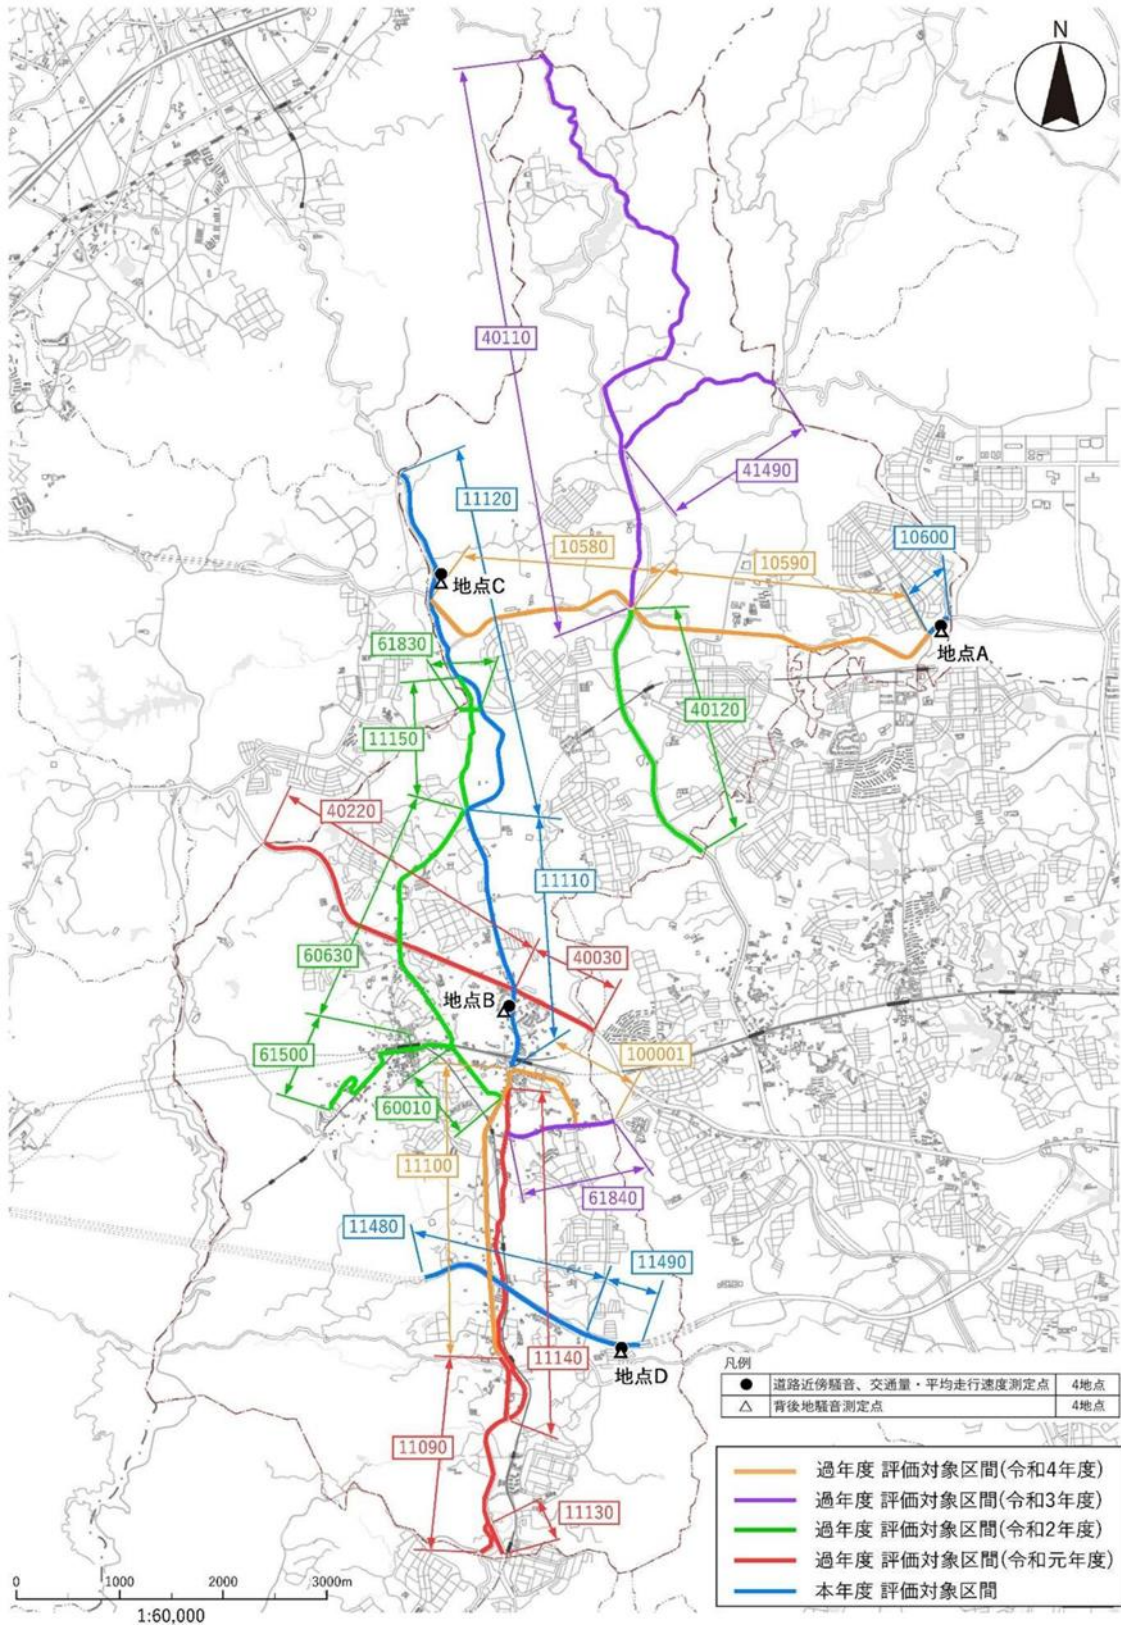 N
40110
41490
11120
10600
10580
10590
地点C
地点A
61830
40120
11150
40220
11110
60630
40030
地点B
61500
100001
60010
11100
61840
11480
11490
11140
地点D
11090
11130
凡例
● 道路近傍騒音、交通量・平均走行速度測定点 4地点
△ 背後地騒音測定点 4地点
過年度 評価対象区間(令和4年度)
過年度 評価対象区間(令和3年度)
過年度 評価対象区間(令和2年度)
過年度 評価対象区間(令和元年度)
本年度 評価対象区間
0 1000 2000 3000m
1:60,000